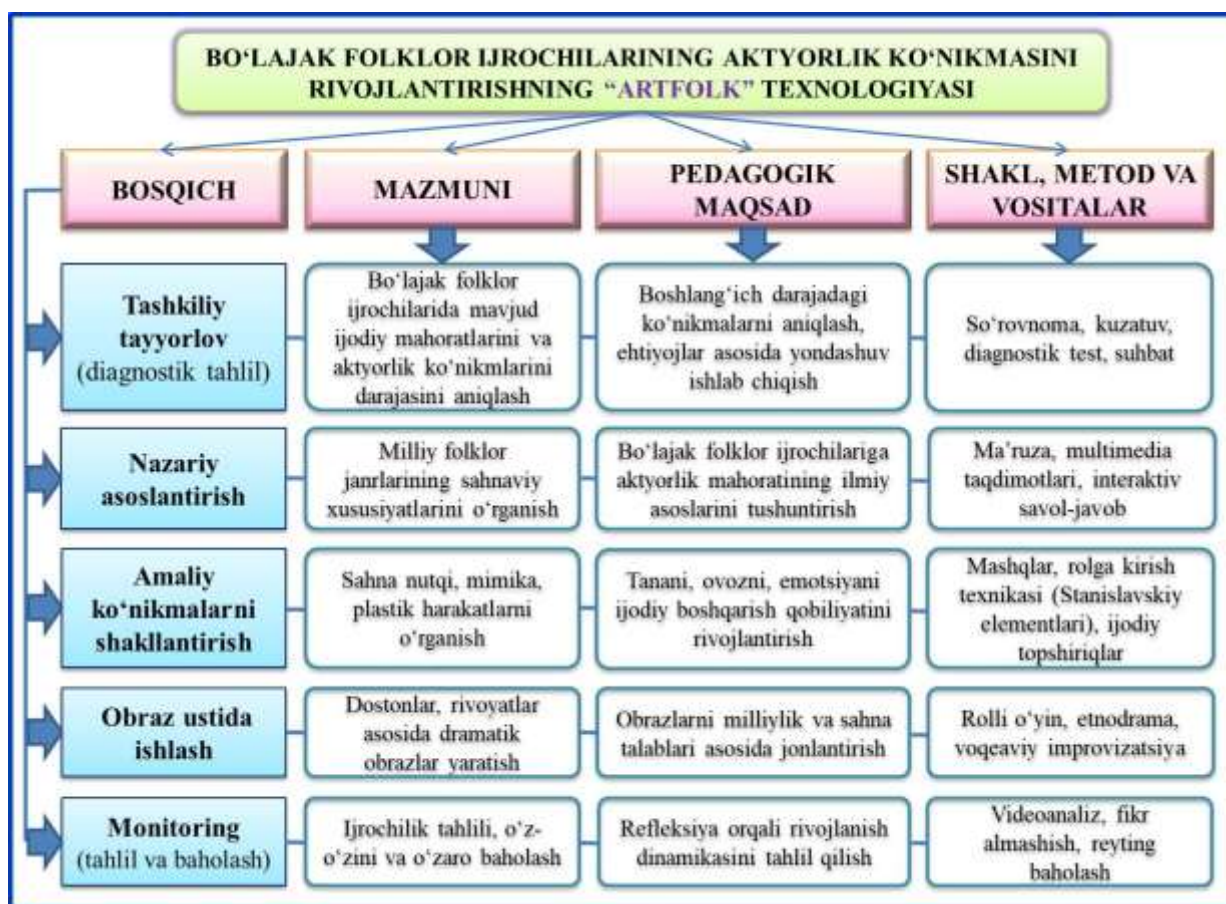 BO‘LAJAK FOLKLOR IJROCHILARINING AKTYORLIK KO‘NIKMASINI
RIVOJLANTIRISHNING “ARTFOLK” TEXNOLOGIYASI
BOSQICH
MAZMUNI
PEDAGOGIK
MAQSAD
SHAKL, METOD VA
VOSITALAR
Tashkiliy
tayyorlov
(diagnostik tahlil)
Bo‘lajak folklor
ijrochilarida mavjud
ijodiy mahoratlarini va
aktyorlik ko‘nikmlarini
darajasini aniqlash
Boshlang‘ich darajadagi
ko‘nikmalarni aniqlash,
ehtiyojlar asosida yondashuv
ishlab chiqish
So‘rovnoma, kuzatuv,
diagnostik test, suhbat
Nazariy
asoslantirish
Milliy folklor
janrlarining sahnaviy
xususiyatlarini o‘rganish
Bo‘lajak folklor ijrochilariga
aktyorlik mahoratining ilmiy
asoslarini tushuntirish
Ma’ruza, multimedia
taqdimotlari, interaktiv
savol-javob
Amaliy
ko‘nikmalarni
shakllantirish
Sahna nutqi, mimika,
plastik harakatlarni
o‘rganish
Tanani, ovozni, emotsiyani
ijodiy boshqarish qobiliyatini
rivojlantirish
Mashqlar, rolga kirish
texnikasi (Stanislavskiy
elementlari), ijodiy
topshiriqlar
Obraz ustida
ishlash
Dostonlar, rivoyatlar
asosida dramatik
obrazlar yaratish
Obrazlarni milliylik va sahna
talablari asosida jonlantirish
Rolli o‘yin, etnodrama,
voqeaviy improvizatsiya
Monitoring
(tahlil va baholash)
Ijrochilik tahlili, o‘z-
o‘zini va o‘zaro baholash
Refleksiya orqali rivojlanish
dinamikasini tahlil qilish
Videoanaliz, fikr
almashish, reyting
baholash